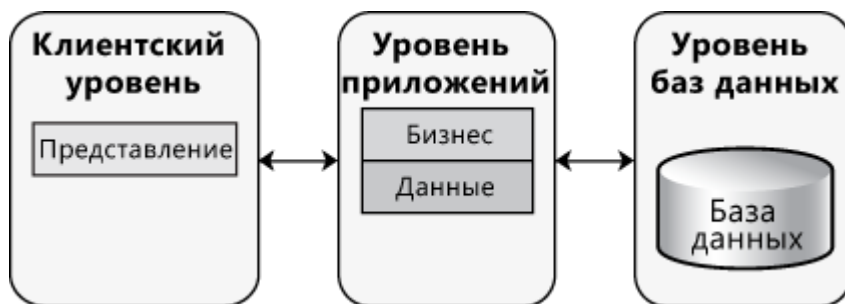 Клиентский
уровень
Представление
Уровень
приложений
Бизнес
Данные
Уровень
баз данных
База
данных